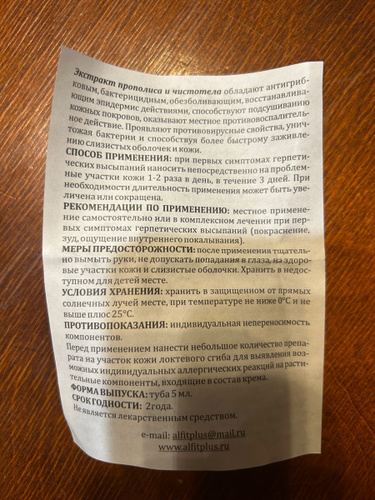 Экстракт прополиса и чистотела обладают антигриб-
ковым, бактерицидным, обезболивающим, восстанавлива-
ющим эпидермис действиями, способствуют подсушиванию
кожных покровов, оказывают местное противовоспалитель-
ное действие. Проявляют противовирусные свойства, унич-
тожая бактерии и способствуя более быстрому заживле-
нию слизистых оболочек и кожи.
СПОСОБ ПРИМЕНЕНИЯ: при первых симптомах герпети-
ческих высыпаний наносить непосредственно на проблем-
ные участки кожи 1-2 раза в день, в течение 3 дней. При
необходимости длительность применения может быть уве-
личена или сокращена.
РЕКОМЕНДАЦИИ ПО ПРИМЕНЕНИЮ: местное примене-
ние самостоятельно или в комплексном лечении при пер-
вых симптомах герпетических высыпаний (покраснение,
зуд, ощущение внутреннего покалывания).
МЕРЫ ПРЕДОСТОРОЖНОСТИ: после применения тщатель-
но вымыть руки, не допускать попадания в глаза, на здоро-
вые участки кожи и слизистые оболочки. Хранить в недос-
тупном для детей месте.
УСЛОВИЯ ХРАНЕНИЯ: хранить в защищенном от прямых
солнечных лучей месте, при температуре не ниже 0°С и не
выше плюс 25°С.
ПРОТИВОПОКАЗАНИЯ: индивидуальная непереносимость
компонентов.
Перед применением нанести небольшое количество препа-
рата на участок кожи локтевого сгиба для выявления воз-
можных индивидуальных аллергических реакций на расти-
тельные компоненты, входящие в состав крема.
ФОРМА ВЫПУСКА: туба 5 мл.
СРОК ГОДНОСТИ: 2года.
Не является лекарственным средством.
e-mail: alfitplus@mail.ru
www.alfitplus.ru